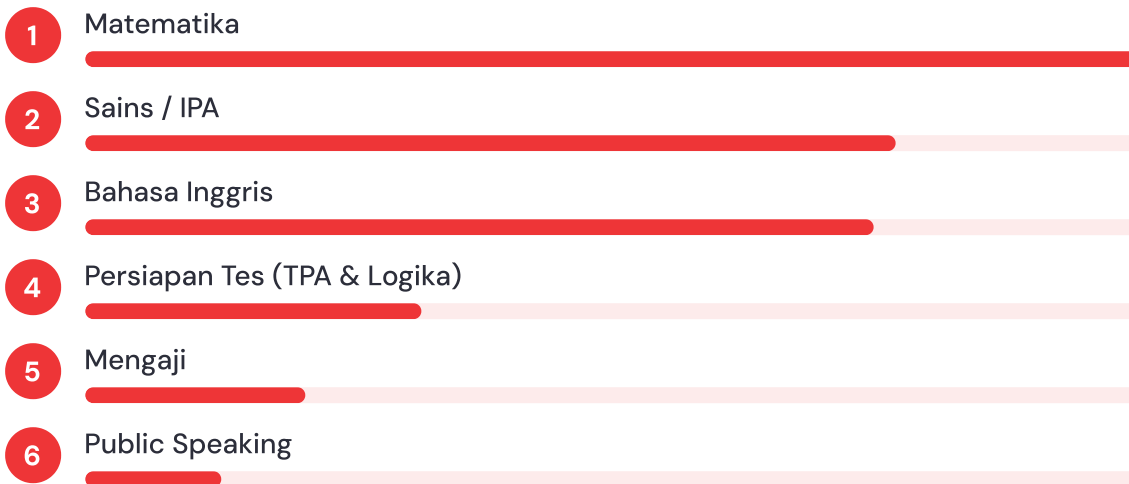 1 Matematika
2 Sains / IPA
3 Bahasa Inggris
4 Persiapan Tes (TPA & Logika)
5 Mengaji
6 Public Speaking